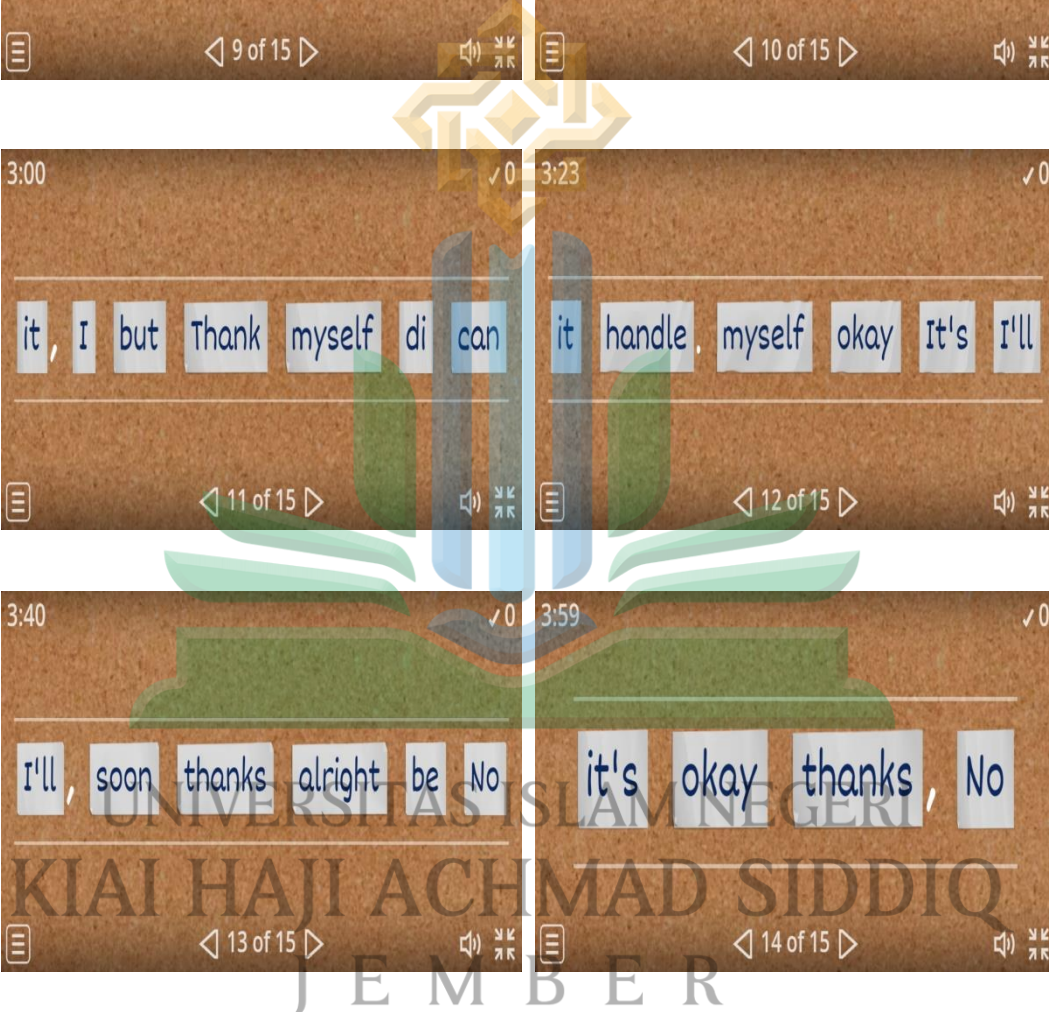 9 of 15
10 of 15
3:00 ✓0
it , I but Thank myself di can
11 of 15
3:23 ✓0
it handle . myself okay It's I'll
12 of 15
3:40 ✓0
I'll , soon thanks alright be No
13 of 15
3:59 ✓0
it's okay thanks , No
14 of 15
UNIVERSITAS ISLAM NEGERI
KIAI HAJI ACHMAD SIDDIQ
JEMBER